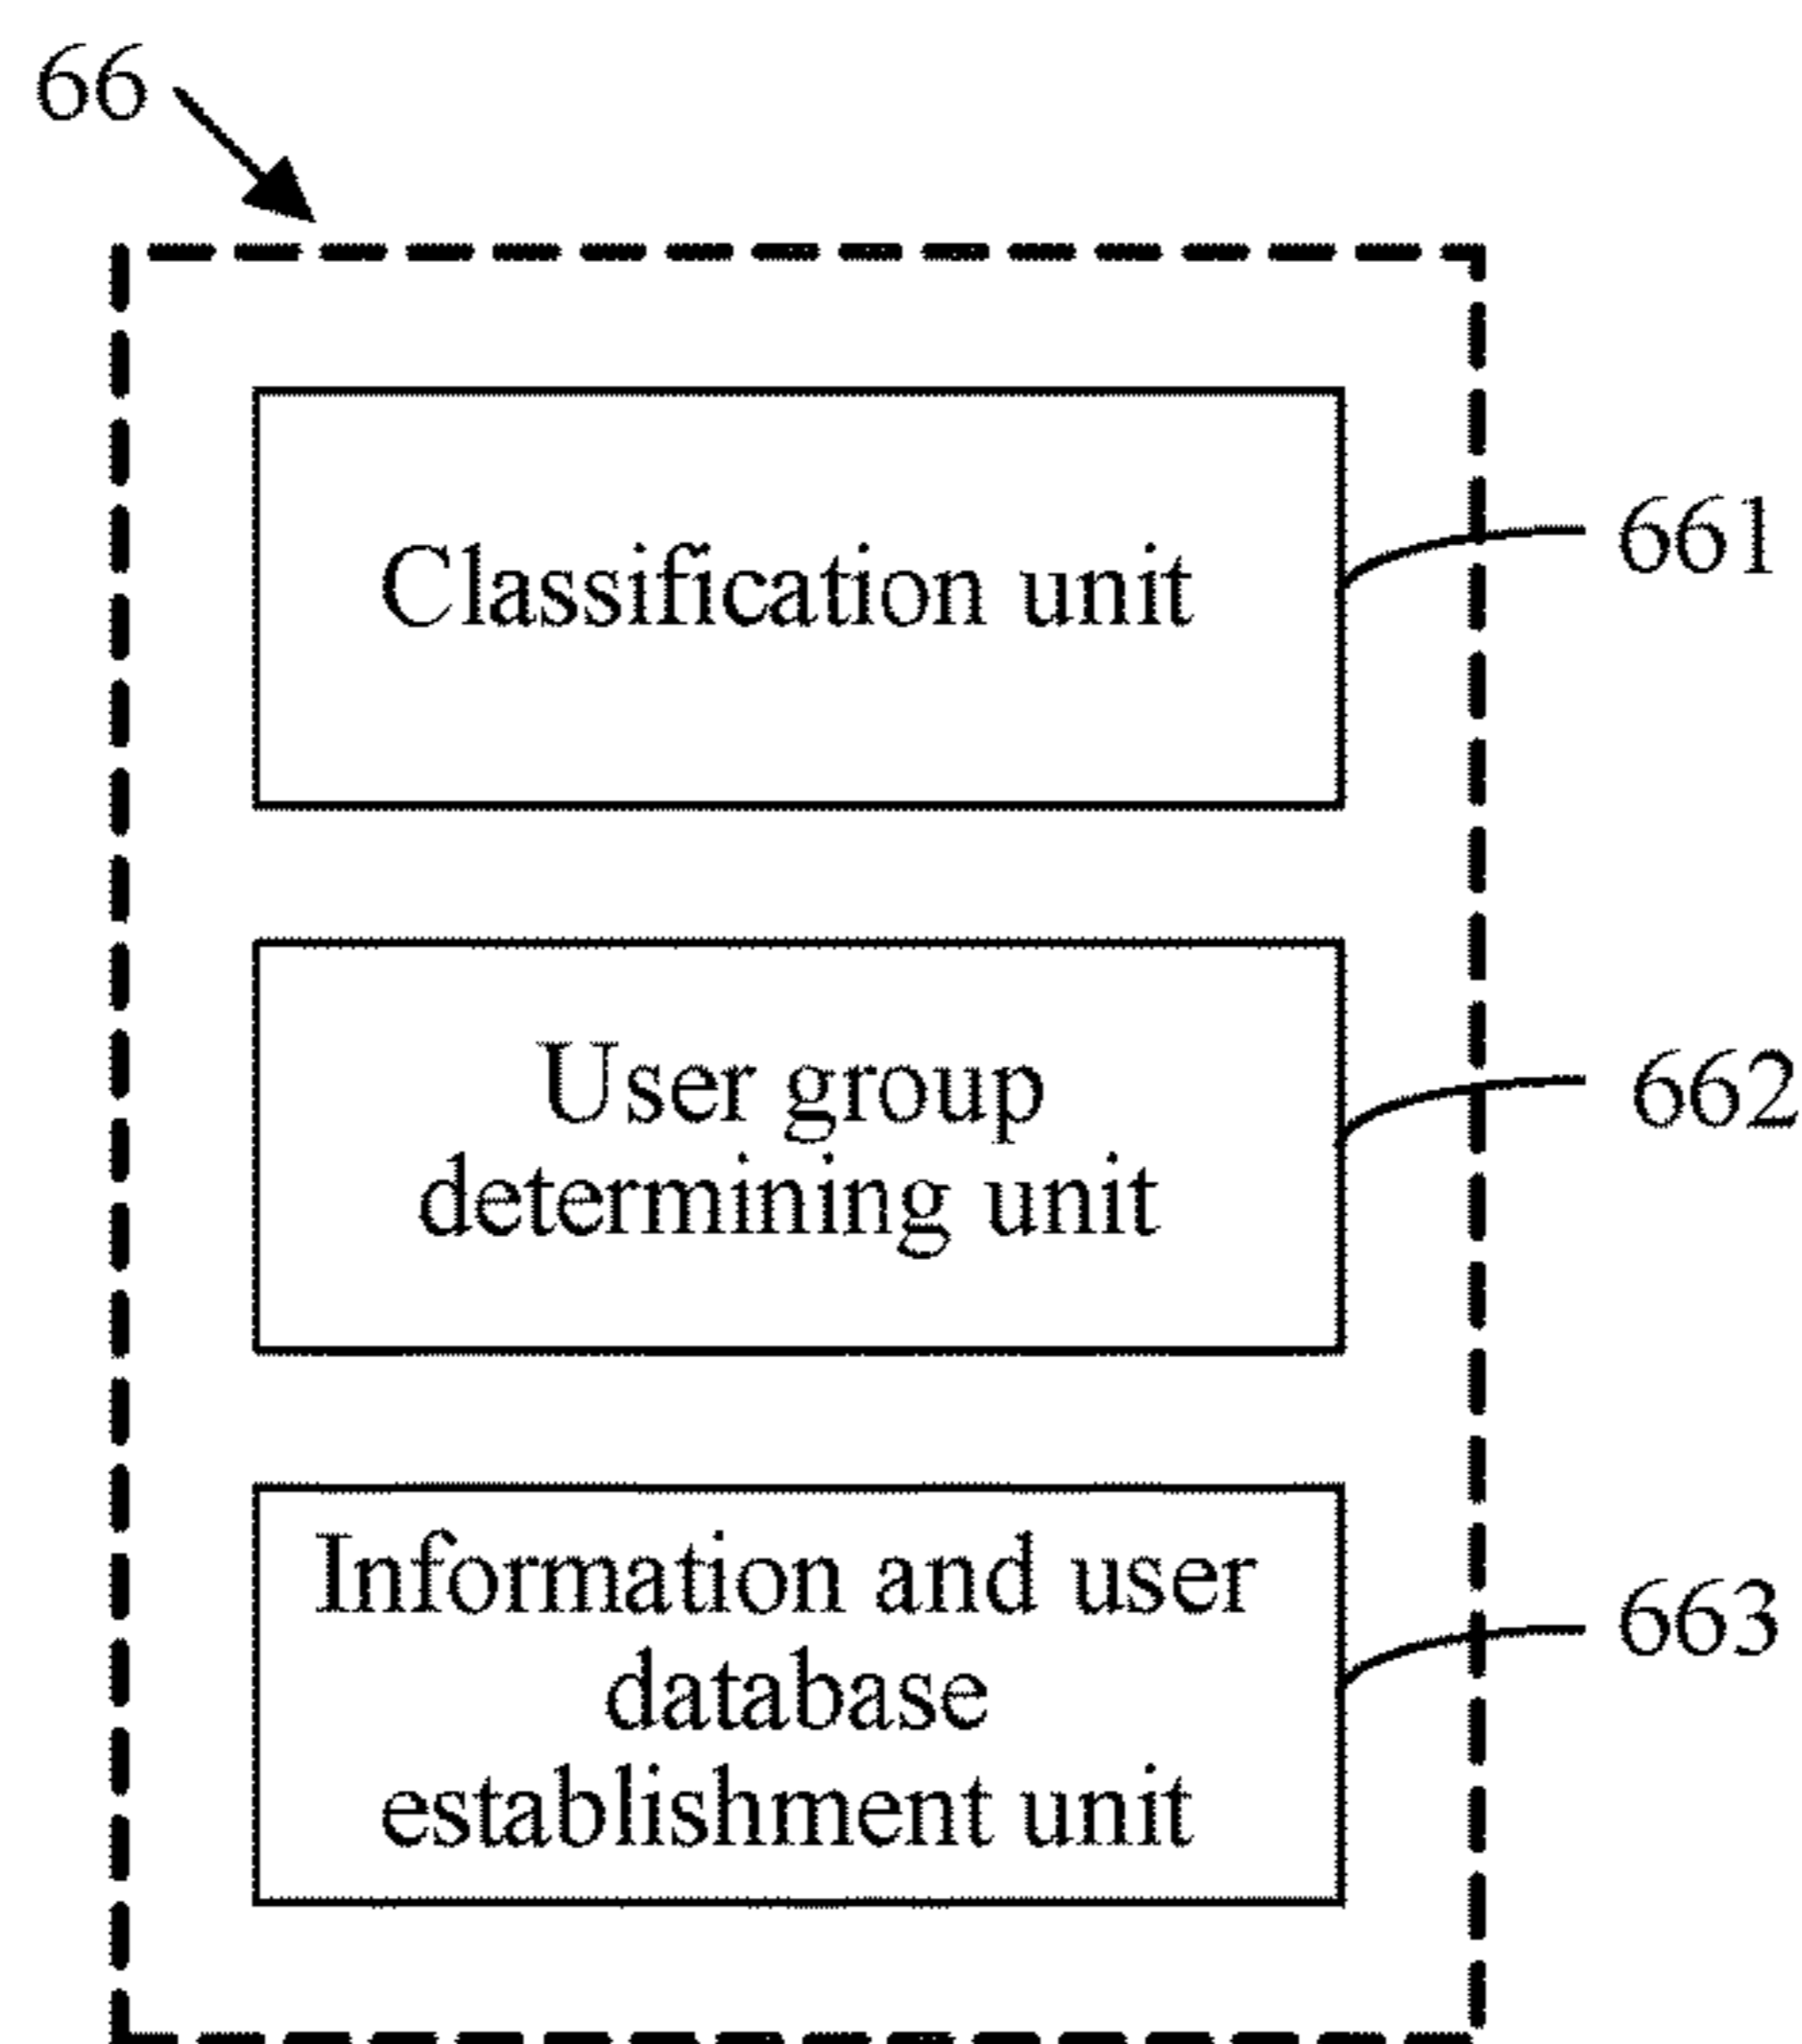 66
Classification unit
661
User group
determining unit
662
Information and user
database
establishment unit
663